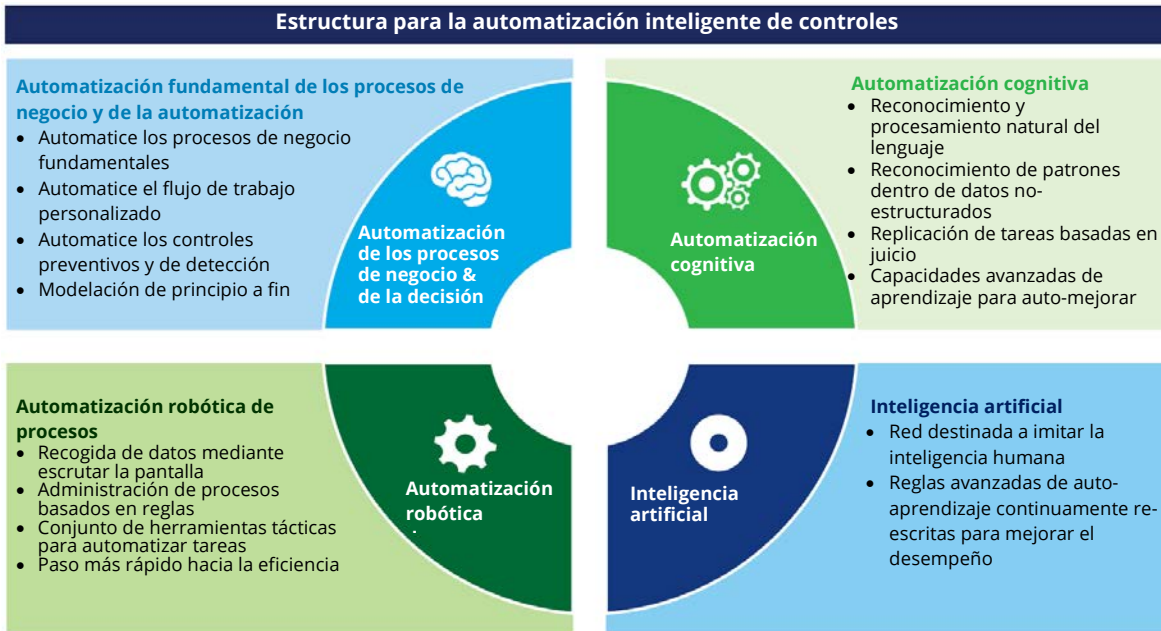 Estructura para la automatización inteligente de controles
Automatización fundamental de los procesos de
negocio y de la automatización
• Automatice los procesos de negocio
fundamentales
• Automatice el flujo de trabajo
personalizado
• Automatice los controles
preventivos y de detección
• Modelación de principio a fin
Automatización
de los procesos
de negocio &
de la decisión
Automatización
cognitiva
Automatización cognitiva
• Reconocimiento y
procesamiento natural del
lenguaje
• Reconocimiento de patrones
dentro de datos no-
estructurados
• Replicación de tareas basadas en
juicio
• Capacidades avanzadas de
aprendizaje para auto-mejorar
Automatización robótica de
procesos
• Recogida de datos mediante
escrutar la pantalla
• Administración de procesos
basados en reglas
• Conjunto de herramientas tácticas
para automatizar tareas
• Paso más rápido hacia la eficiencia
Automatización
robótica
Inteligencia
artificial
Inteligencia artificial
• Red destinada a imitar la
inteligencia humana
• Reglas avanzadas de auto-
aprendizaje continuamente re-
escritas para mejorar el
desempeño